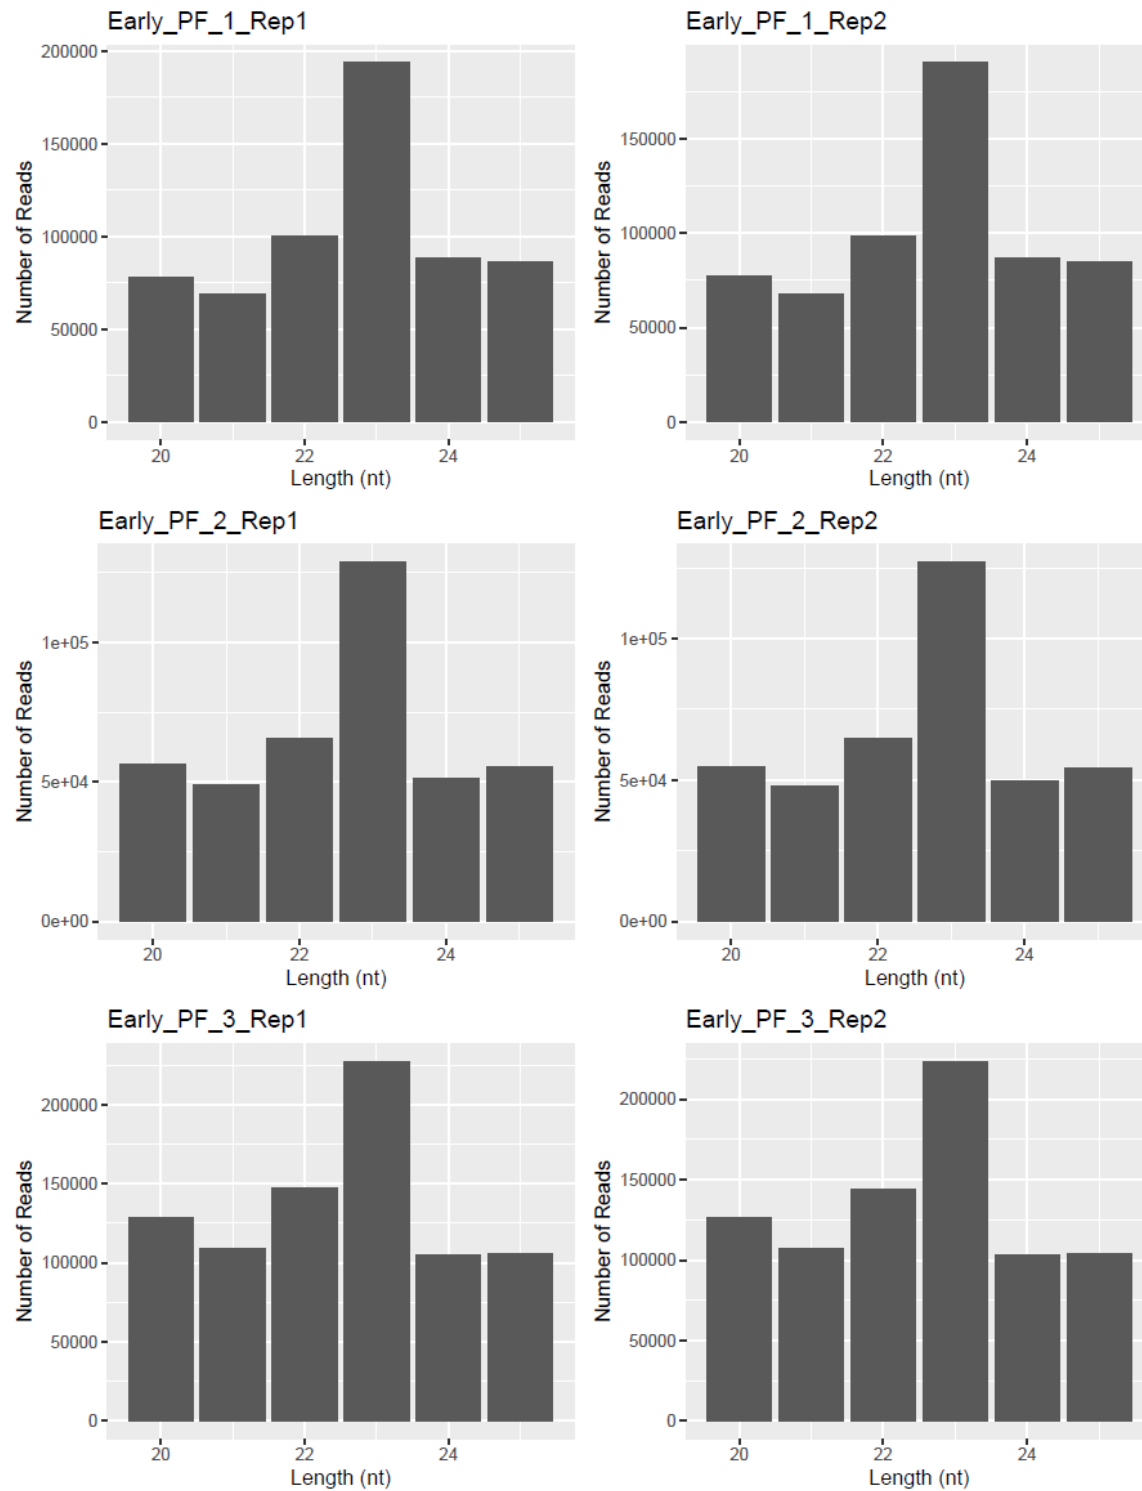 Early_PF_1_Rep1
Number of Reads
200000
150000
100000
50000
0
20 22 24
Length (nt)
Early_PF_1_Rep2
Number of Reads
150000
100000
50000
0
20 22 24
Length (nt)
Early_PF_2_Rep1
Number of Reads
1e+05
5e+04
0e+00
20 22 24
Length (nt)
Early_PF_2_Rep2
Number of Reads
1e+05
5e+04
0e+00
20 22 24
Length (nt)
Early_PF_3_Rep1
Number of Reads
200000
150000
100000
50000
0
20 22 24
Length (nt)
Early_PF_3_Rep2
Number of Reads
200000
150000
100000
50000
0
20 22 24
Length (nt)